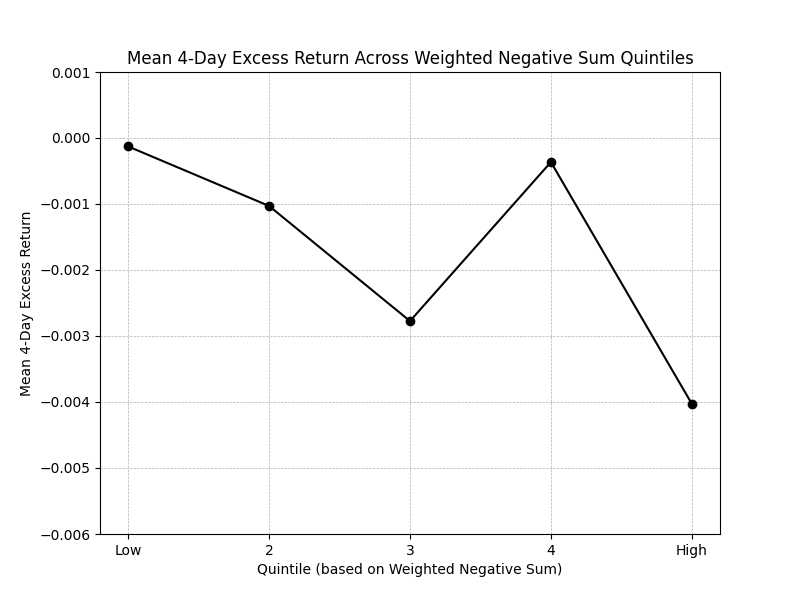 Mean 4-Day Excess Return Across Weighted Negative Sum Quintiles
0.001
0.000
−0.001
−0.002
−0.003
−0.004
−0.005
−0.006
Mean 4-Day Excess Return
Low 2 3 4 High
Quintile (based on Weighted Negative Sum)